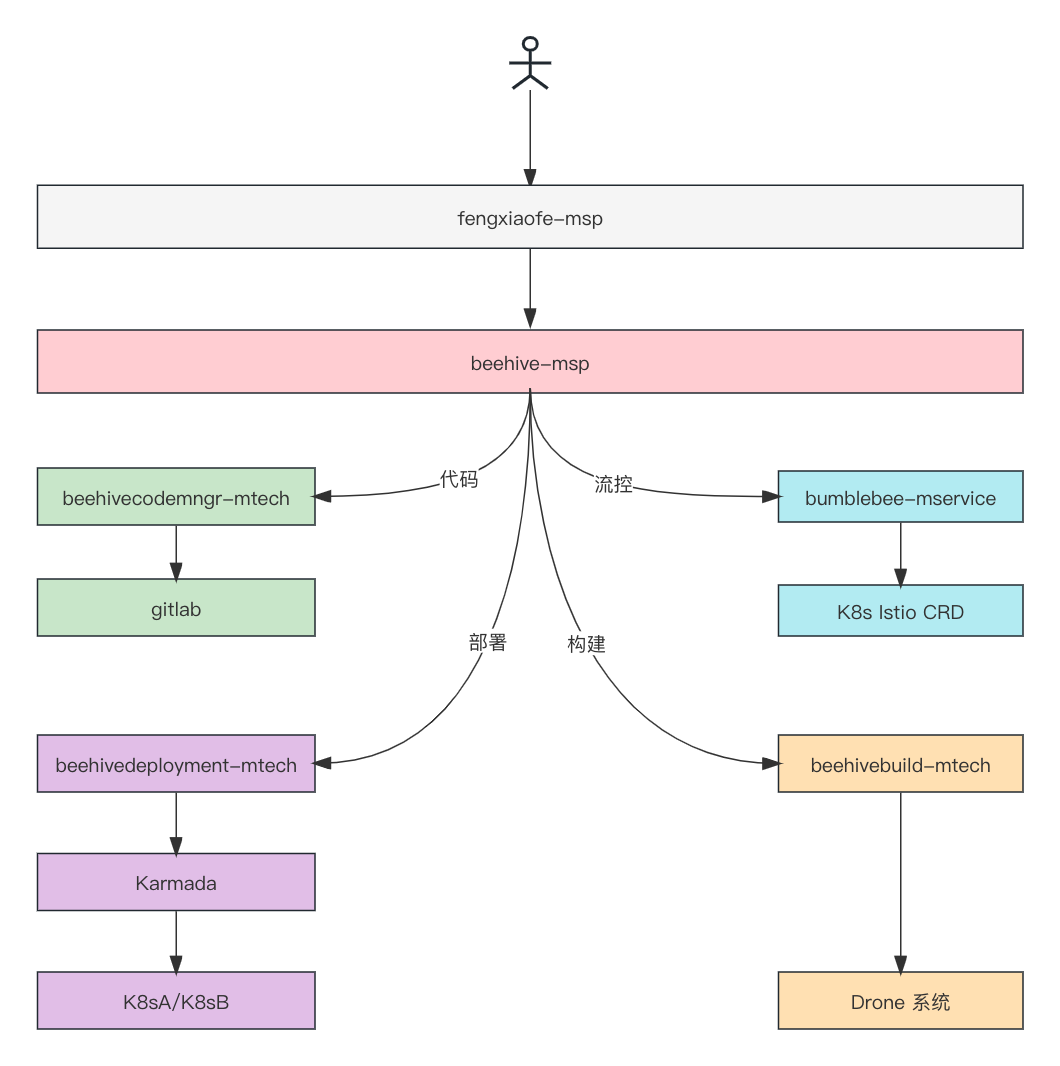 fengxiaofe-msp
beehive-msp
代码
流控
beehivecodemngr-mtech
bumblebee-mservice
gitlab
K8s Istio CRD
部署
构建
beehivedeployment-mtech
beehivebuild-mtech
Karmada
K8sA/K8sB
Drone 系统